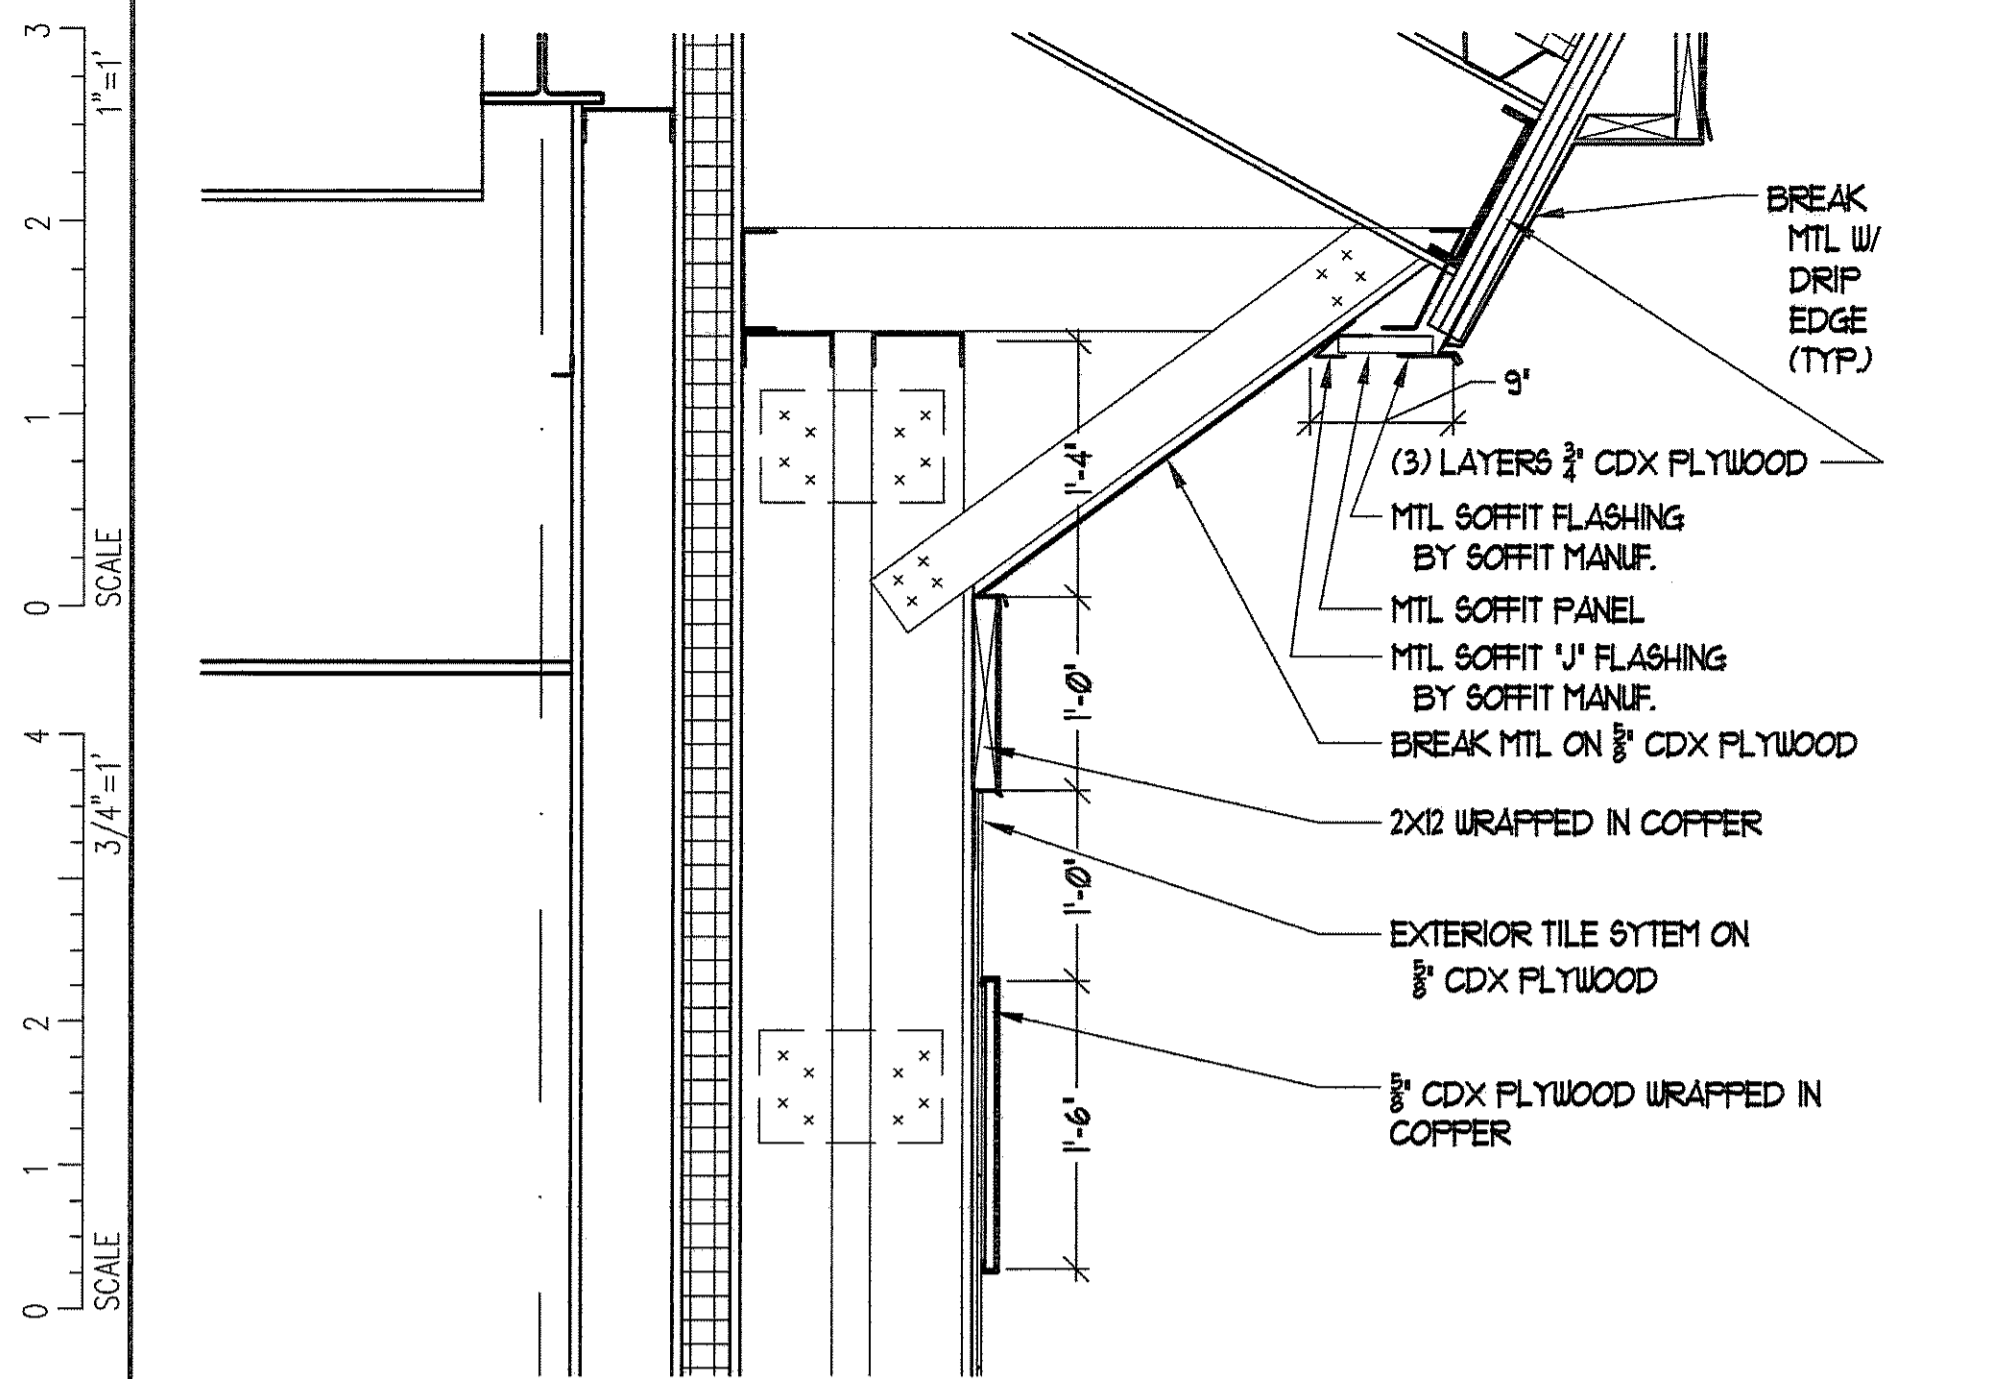 3
2
1
0
1"=1'
SCALE
4
2
1
0
3/4"=1'
SCALE
BREAK
MTL W/
DRIP
EDGE
(TYP.)
9"
(3) LAYERS 3/4" CDX PLYWOOD
MTL SOFFIT FLASHING
BY SOFFIT MANUF.
MTL SOFFIT PANEL
MTL SOFFIT "J" FLASHING
BY SOFFIT MANUF.
BREAK MTL ON 5/8" CDX PLYWOOD
2X12 WRAPPED IN COPPER
EXTERIOR TILE SYTEM ON
5/8" CDX PLYWOOD
5/8" CDX PLYWOOD WRAPPED IN
COPPER
1'-4"
1'-0"
1'-0"
1'-6"